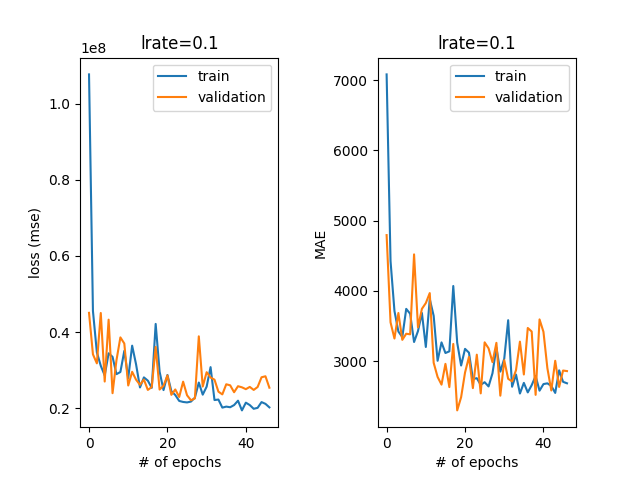 lrate=0.1
1e8
train
validation
1.0
0.8
0.6
0.4
0.2
loss (mse)
0
20
40
# of epochs
lrate=0.1
train
validation
7000
6000
5000
4000
3000
MAE
0
20
40
# of epochs